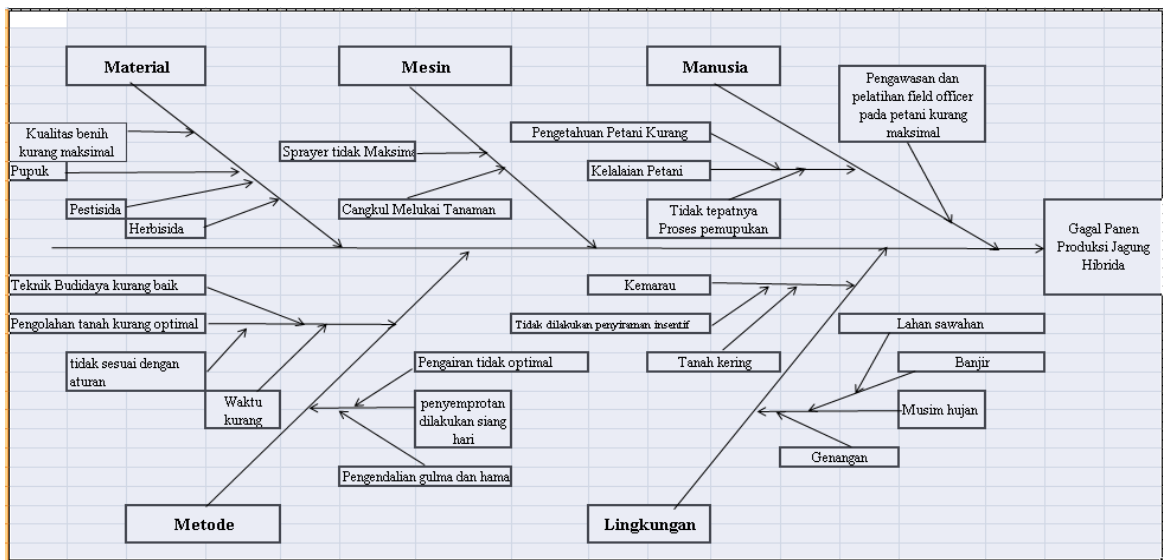 Material
Mesin
Manusia
Pengawasan dan
pelatihan field officer
pada petani kurang
maksimal
Kualitas benih
kurang maksimal
Pupuk
Pestisida
Herbisida
Sprayer tidak Maksima
Cangkul Melukai Tanaman
Pengetahuan Petani Kurang
Kelalaian Petani
Tidak tepatnya
Proses pemupukan
Gagal Panen
Produksi Jagung
Hibrida
Teknik Budidaya kurang baik
Pengolahan tanah kurang optimal
tidak sesuai dengan
aturan
Waktu
kurang
Pengairan tidak optimal
penyemprotan
dilakukan siang
hari
Pengendalian gulma dan hama
Kemarau
Tidak dilakukan penyiraman insentif
Tanah kering
Lahan sawahan
Banjir
Musim hujan
Genangan
Metode
Lingkungan